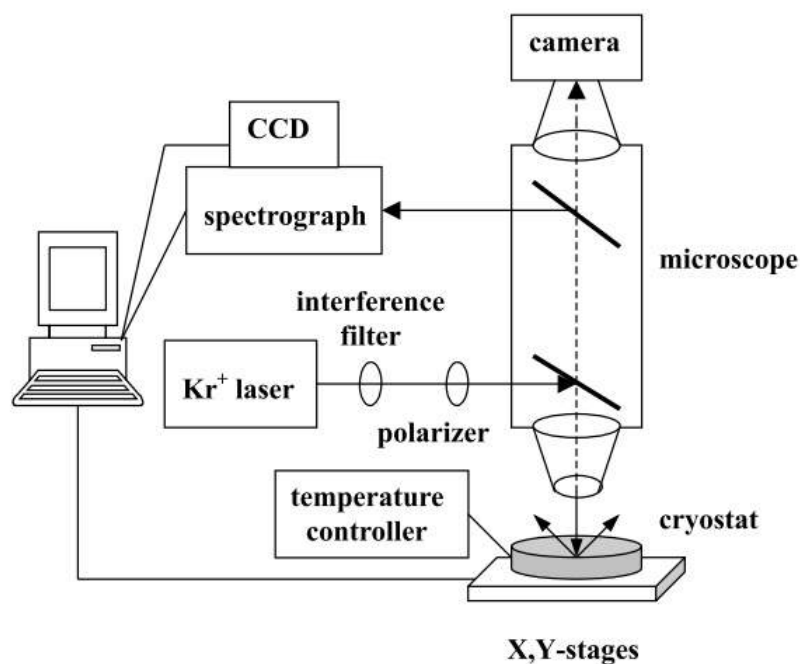 camera
CCD
spectrograph
microscope
interference
filter
Kr⁺ laser
polarizer
temperature
controller
cryostat
X,Y-stages